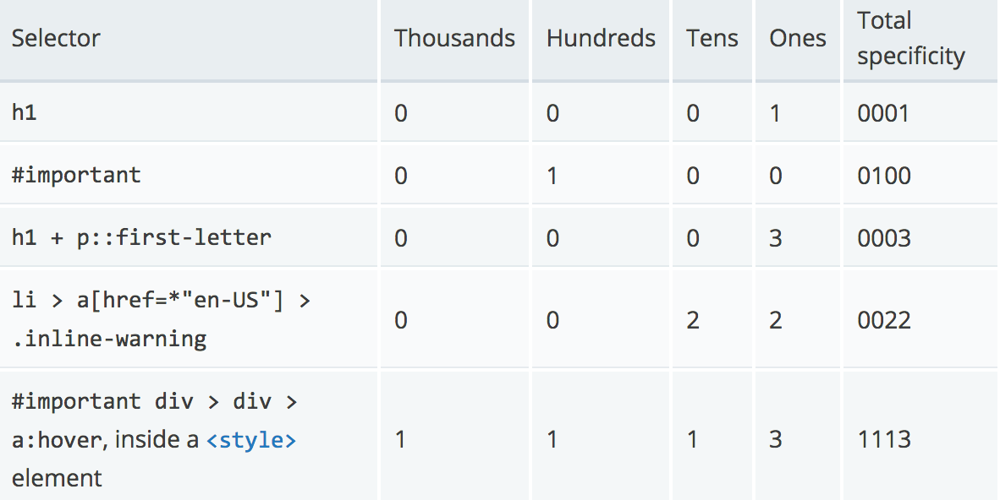 Selector Thousands Hundreds Tens Ones Total specificity
h1 0 0 0 1 0001
#important 0 1 0 0 0100
h1 + p::first-letter 0 0 0 3 0003
li > a[href=*"en-US"] >
.inline-warning 0 0 2 2 0022
#important div > div >
a:hover, inside a <style> 1 1 1 3 1113
element